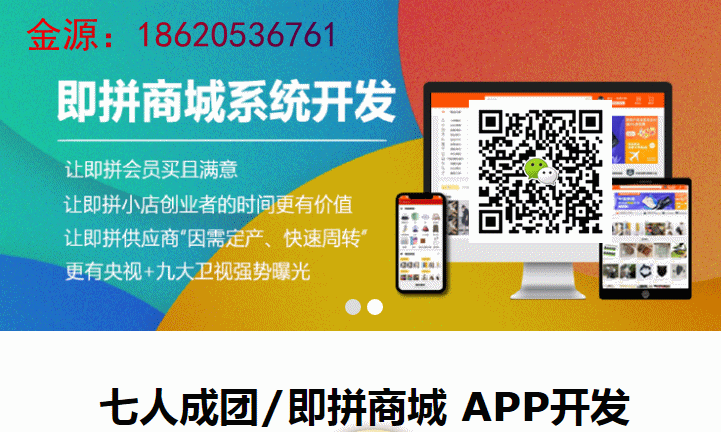 金源：18620536761
即拼商城系统开发
让即拼会员买且满意
让即拼小店创业者的时间更有价值
让即拼供应商"因需定产、快速周转"
更有央视+九大卫视强势曝光
七人成团/即拼商城 APP开发